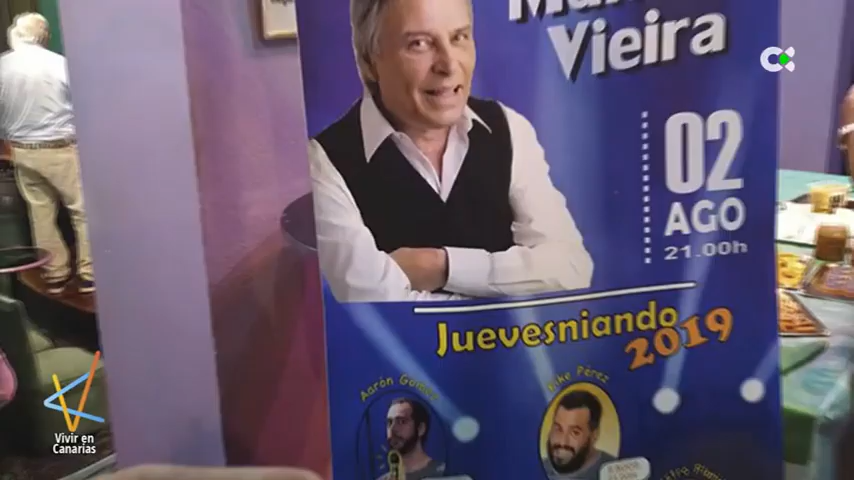 Vieira
02
AGO
21.00h
Juevesniando
2019
Aarón Gómez
Kike Pérez
Vivir en
Canarias